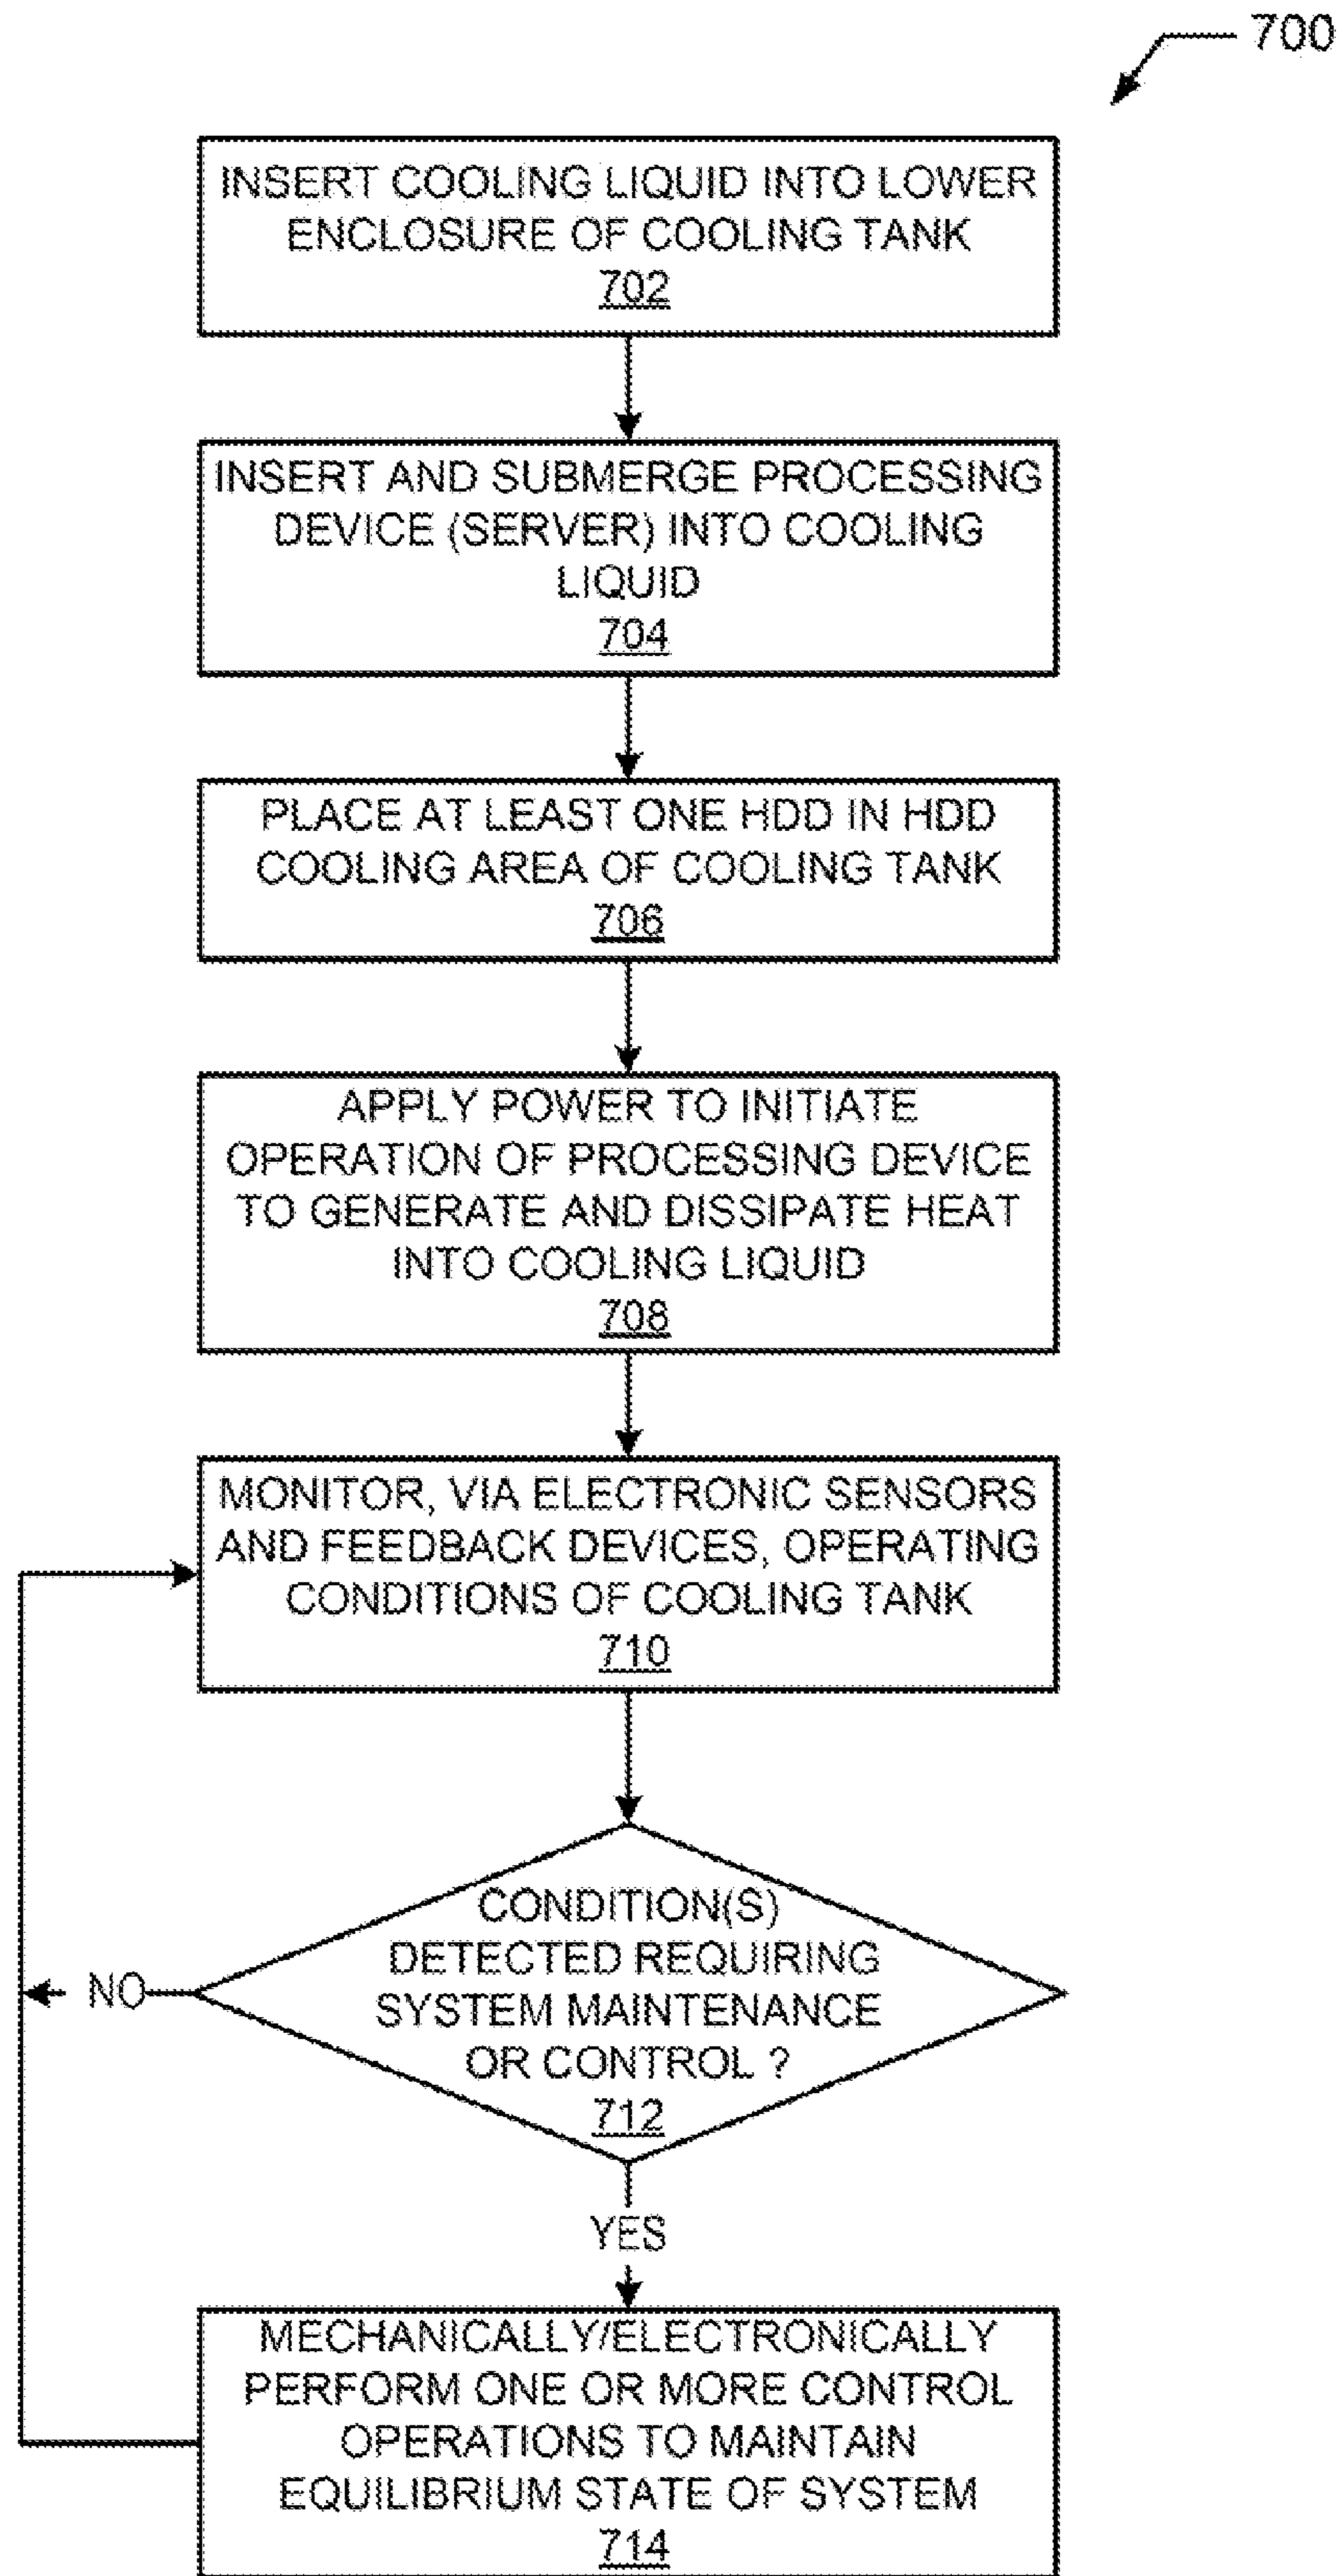 700
INSERT COOLING LIQUID INTO LOWER
ENCLOSURE OF COOLING TANK
702
INSERT AND SUBMERGE PROCESSING
DEVICE (SERVER) INTO COOLING
LIQUID
704
PLACE AT LEAST ONE HDD IN HDD
COOLING AREA OF COOLING TANK
706
APPLY POWER TO INITIATE
OPERATION OF PROCESSING DEVICE
TO GENERATE AND DISSIPATE HEAT
INTO COOLING LIQUID
708
MONITOR, VIA ELECTRONIC SENSORS
AND FEEDBACK DEVICES, OPERATING
CONDITIONS OF COOLING TANK
710
CONDITION(S)
DETECTED REQUIRING
SYSTEM MAINTENANCE
OR CONTROL ?
712
NO
YES
MECHANICALLY/ELECTRONICALLY
PERFORM ONE OR MORE CONTROL
OPERATIONS TO MAINTAIN
EQUILIBRIUM STATE OF SYSTEM
714